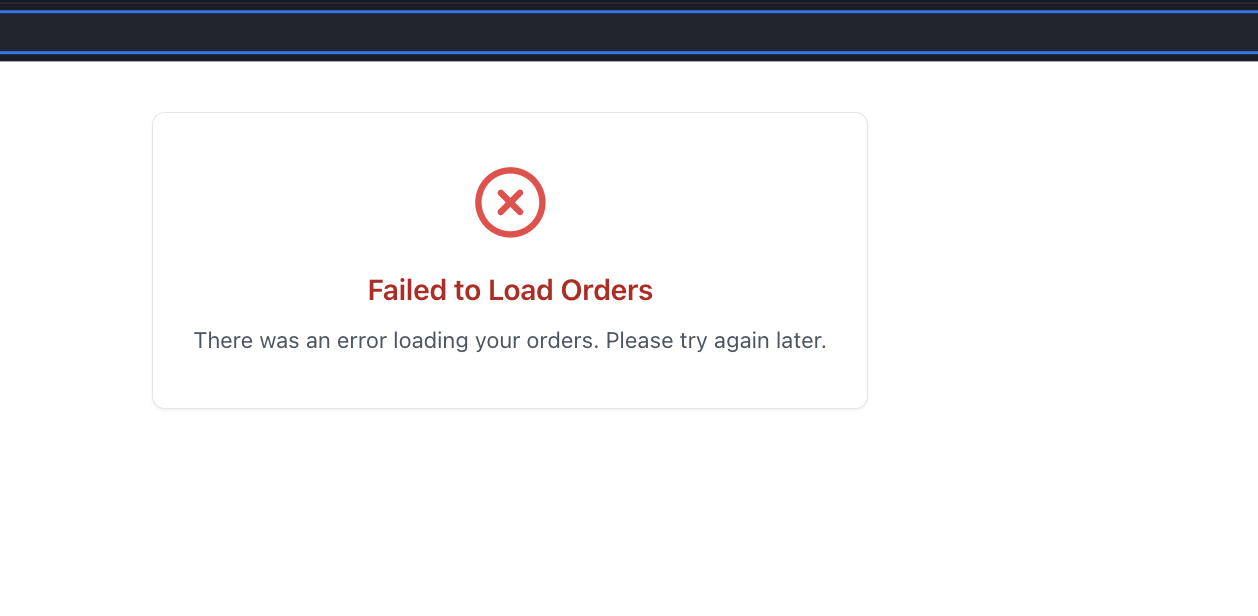 Failed to Load Orders
There was an error loading your orders. Please try again later.